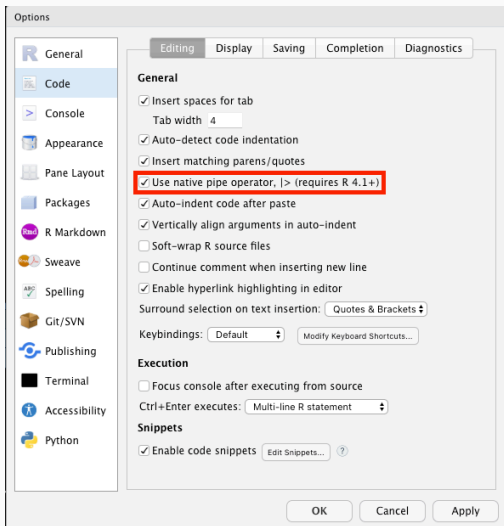 Options
General
Code
Console
Appearance
Pane Layout
Packages
Rmd R Markdown
Sweave
ABC Spelling
Git/SVN
Publishing
Terminal
Accessibility
Python
Editing Display Saving Completion Diagnostics
General
Insert spaces for tab
Tab width 4
Auto-detect code indentation
Insert matching parens/quotes
Use native pipe operator, |> (requires R 4.1+)
Auto-indent code after paste
Vertically align arguments in auto-indent
Soft-wrap R source files
Continue comment when inserting new line
Enable hyperlink highlighting in editor
Surround selection on text insertion: Quotes & Brackets
Keybindings: Default Modify Keyboard Shortcuts...
Execution
Focus console after executing from source
Ctrl+Enter executes: Multi-line R statement
Snippets
Enable code snippets Edit Snippets... ?
OK Cancel Apply